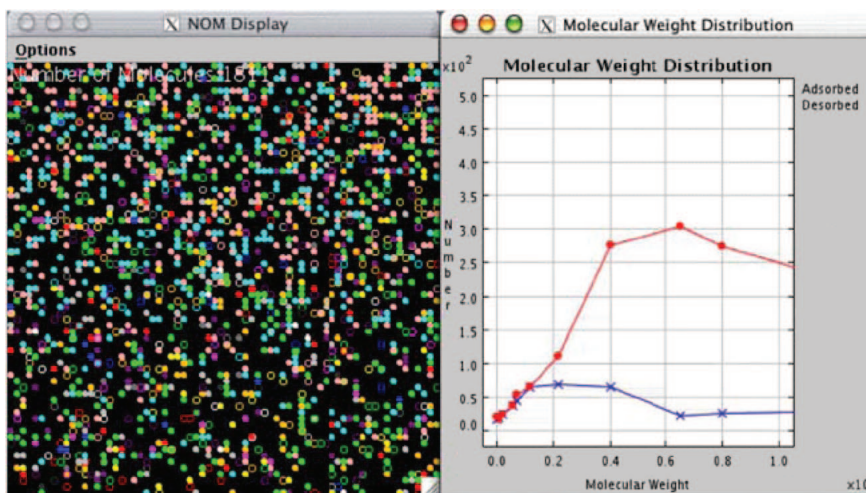 NOM Display
Options
Number of Molecules 1811
Molecular Weight Distribution
Molecular Weight Distribution
x10²
Adsorbed
Desorbed
5.0
4.5
4.0
3.5
3.0
2.5
2.0
1.5
1.0
0.5
0.0
Number
0.0 0.2 0.4 0.6 0.8 1.0
Molecular Weight